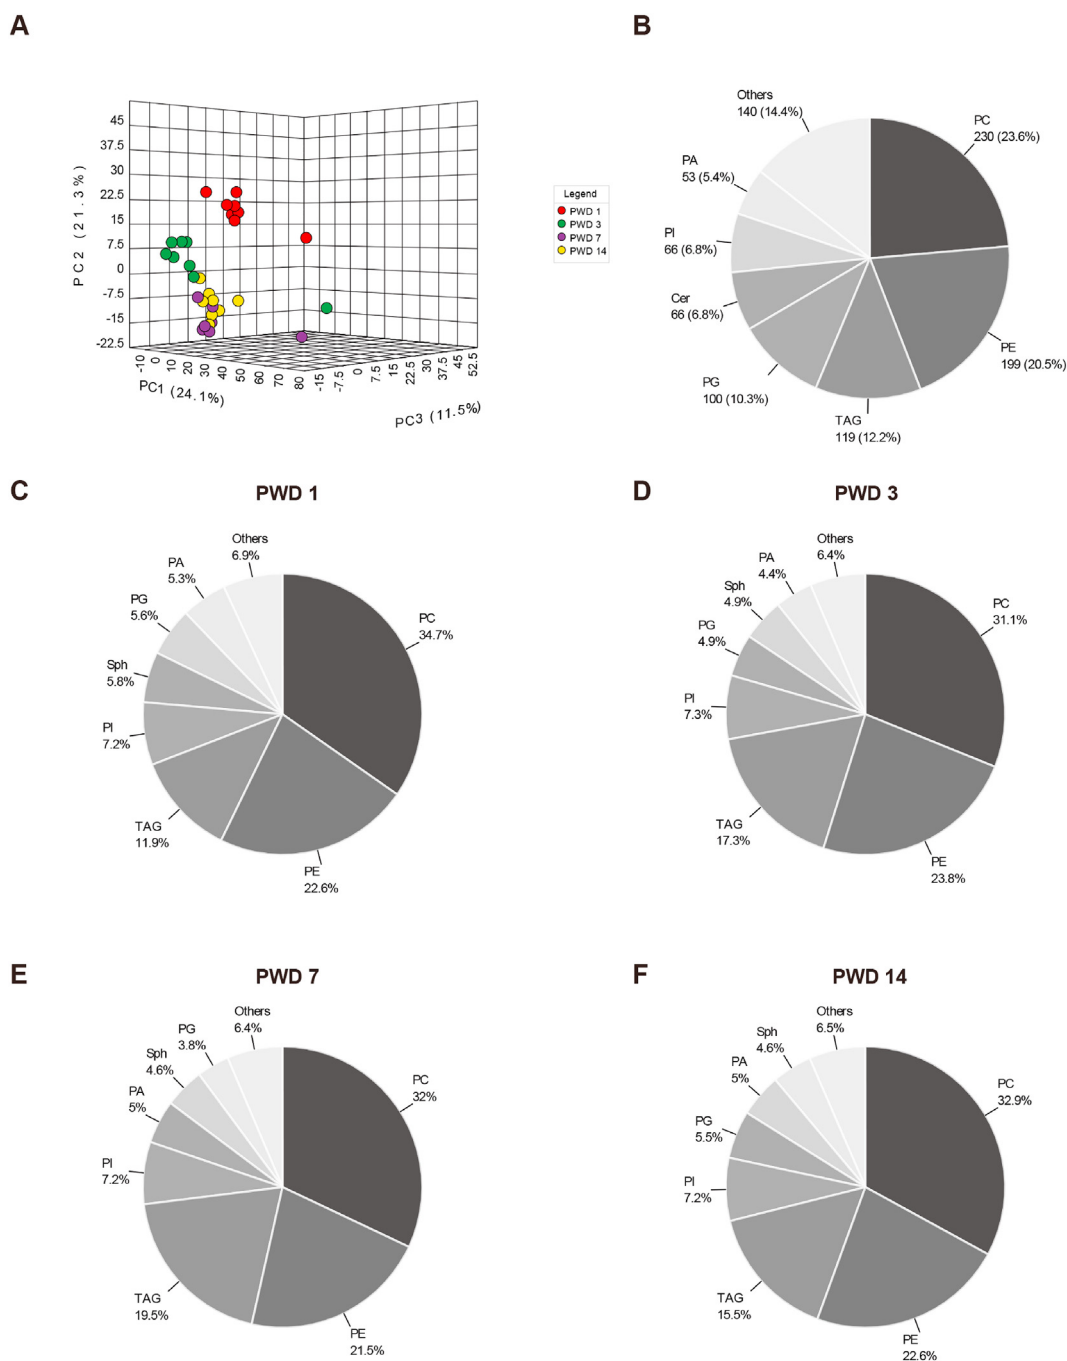 A
PC2 (21.3%)
45
37.5
30
22.5
15
7.5
0
-7.5
-15
-22.5
-10
0
10
20
30
40
50
60
70
80
PC1 (24.1%)
-15
-7.5
0
7.5
15
22.5
30
37.5
45
52.5
PC3 (11.5%)
Legend
PWD 1
PWD 3
PWD 7
PWD 14
B
Others
140 (14.4%)
PC
230 (23.6%)
PA
53 (5.4%)
PI
66 (6.8%)
Cer
66 (6.8%)
PE
199 (20.5%)
PG
100 (10.3%)
TAG
119 (12.2%)
C
PWD 1
Others
6.9%
PA
5.3%
PG
5.6%
PC
34.7%
Sph
5.8%
PI
7.2%
TAG
11.9%
PE
22.6%
D
PWD 3
Others
6.4%
PA
4.4%
Sph
4.9%
PC
31.1%
PG
4.9%
PI
7.3%
TAG
17.3%
PE
23.8%
E
PWD 7
Others
6.4%
PG
3.8%
Sph
4.6%
PC
32%
PA
5%
PI
7.2%
TAG
19.5%
PE
21.5%
F
PWD 14
Others
6.5%
Sph
4.6%
PA
5%
PC
32.9%
PG
5.5%
PI
7.2%
TAG
15.5%
PE
22.6%